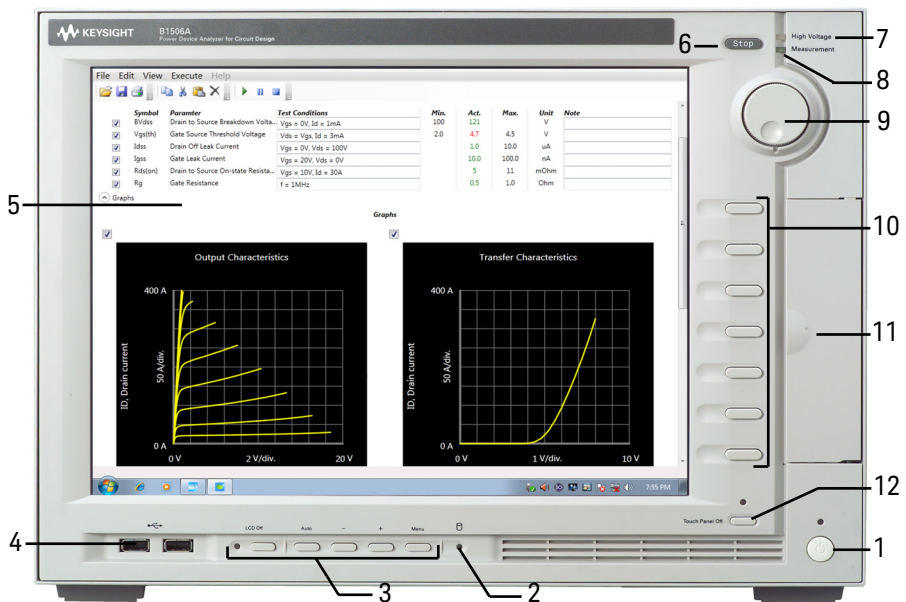 KEYSIGHT B1506A
Power Device Analyzer for Circuit Design
6 Stop High Voltage 7
Measurement
8
File Edit View Execute Help
Symbol Paramter Test Conditions Min. Act. Max. Unit Note
BVdss Drain to Source Breakdown Volta... Vgs = 0V, Id = 1mA 100 121 V
Vgs(th) Gate Source Threshold Voltage Vds = Vgs, Id = 3mA 2.0 4.7 4.5 V
Idss Drain Off Leak Current Vgs = 0V, Vds = 100V 1.0 10.0 uA
Igss Gate Leak Current Vgs = 20V, Vds = 0V 10.0 100.0 nA
Rds(on) Drain to Source On-state Resista... Vgs = 10V, Id = 30A 5 11 mOhm
Rg Gate Resistance f = 1MHz 0.5 1.0 Ohm
9
Graphs
5
Graphs
10
Output Characteristics
400 A
ID, Drain current
50 A/div.
0 A
0 V 2 V/div. 20 V
Transfer Characteristics
400 A
ID, Drain current
50 A/div.
0 A
0 V 1 V/div. 10 V
11
7:55 PM
12
Touch Panel Off
4
LCD Off Auto - + Menu
1
3
2